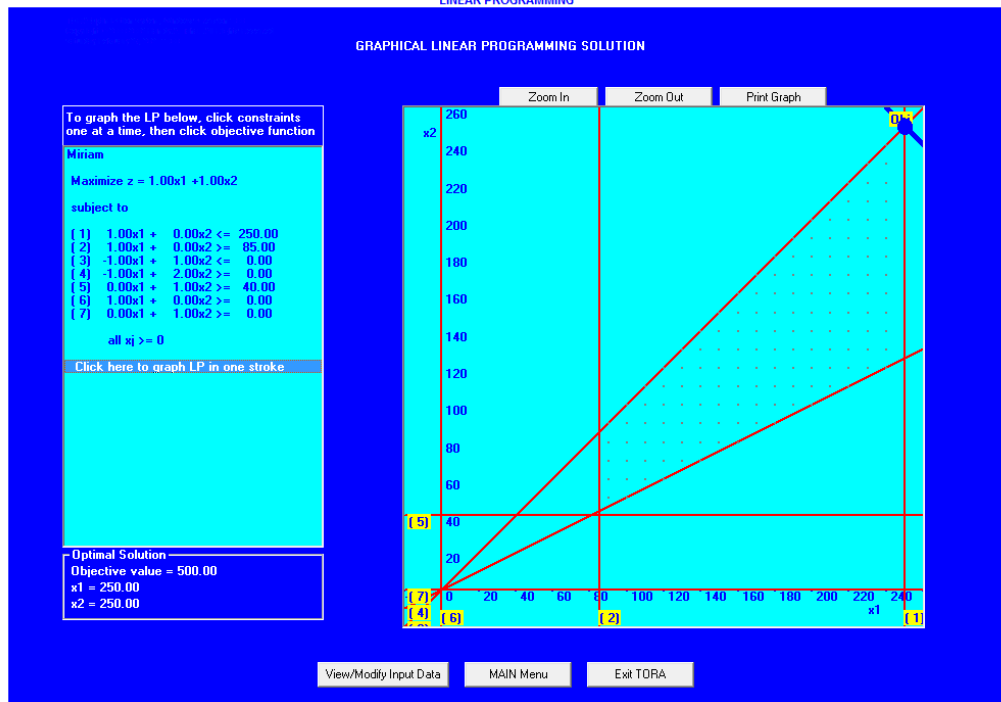 LINEAR PROGRAMMING
GRAPHICAL LINEAR PROGRAMMING SOLUTION
Zoom In
Zoom Out
Print Graph
To graph the LP below, click constraints
one at a time, then click objective function
Miriam
Maximize z = 1.00x1 +1.00x2
subject to
( 1) 1.00x1 + 0.00x2 <= 250.00
( 2) 1.00x1 + 0.00x2 >= 85.00
( 3) -1.00x1 + 1.00x2 <= 0.00
( 4) -1.00x1 + 2.00x2 >= 0.00
( 5) 0.00x1 + 1.00x2 >= 40.00
( 6) 1.00x1 + 0.00x2 >= 0.00
( 7) 0.00x1 + 1.00x2 >= 0.00
all xj >= 0
Click here to graph LP in one stroke
Optimal Solution
Objective value = 500.00
x1 = 250.00
x2 = 250.00
x2
260
240
220
200
180
160
140
120
100
80
60
40
20
0 20 40 60 80 100 120 140 160 180 200 220 240
x1
Obj
( 5)
( 7)
( 4)
( 6)
( 2)
( 1)
View/Modify Input Data
MAIN Menu
Exit TORA